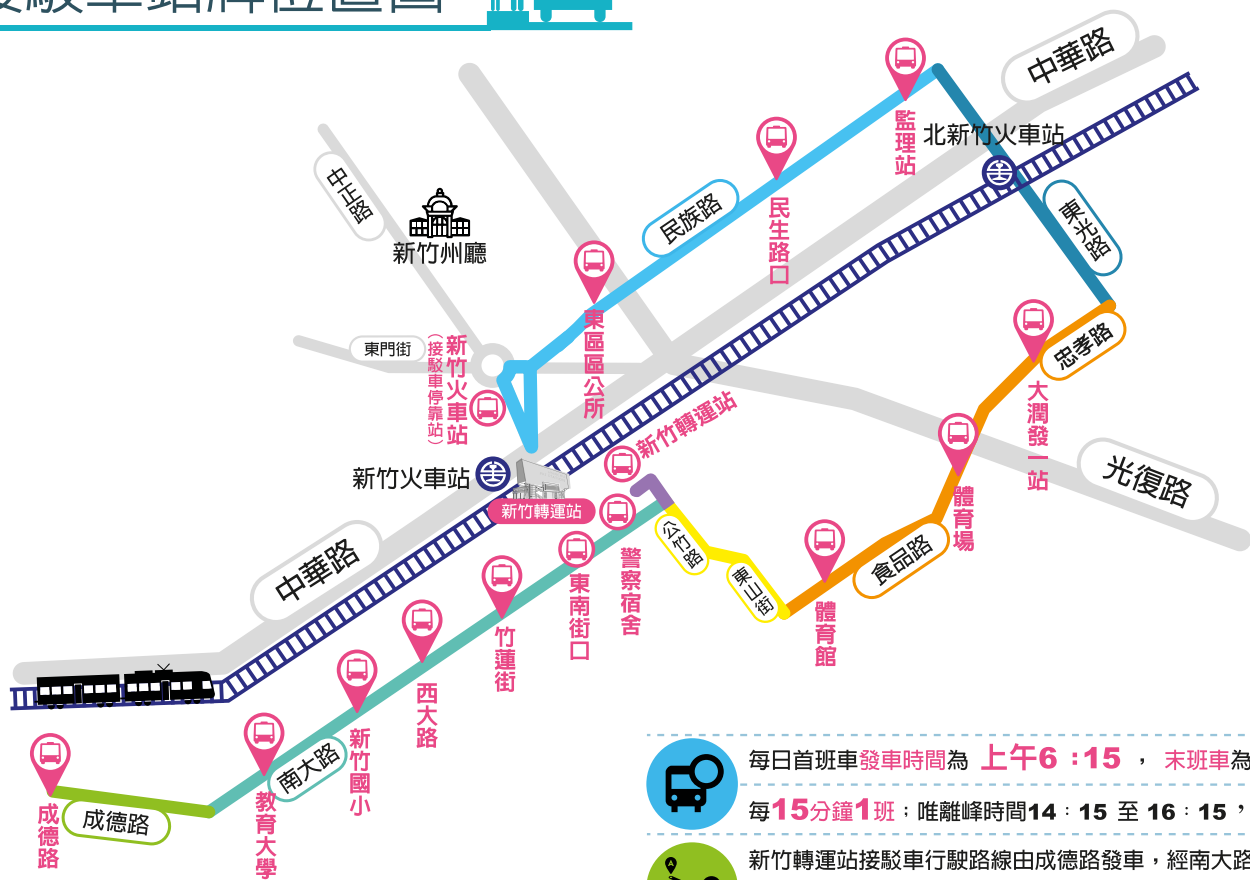 接駁車站牌位置圖
中華路
監理站
北新竹火車站
民生路口
中正路
民族路
東光路
新竹州廳
東區區公所
忠孝路
東門街
新竹火車站
(接駁車停靠站)
大潤發一站
新竹轉運站
體育場
光復路
新竹火車站
新竹轉運站
公竹路
食品路
中華路
東山街
警察宿舍
東南街口
體育館
竹蓮街
西大路
新竹國小
南大路
教育大學
成德路
成德路
每日首班車發車時間為 上午6:15 , 末班車為
每15分鐘1班;唯離峰時間14:15 至 16:15,
新竹轉運站接駁車行駛路線由成德路發車,經南大路